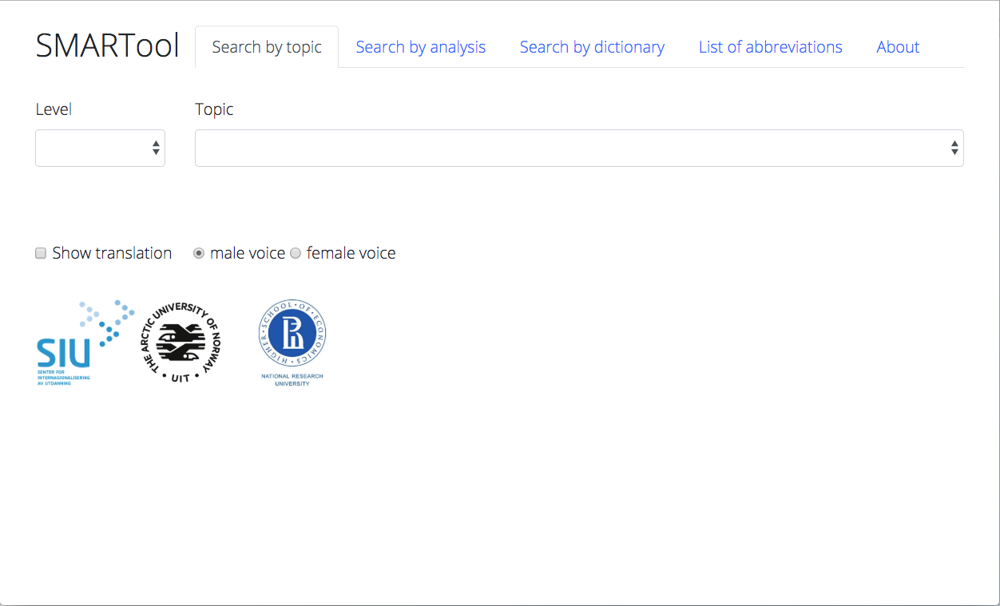 SMARTool Search by topic Search by analysis Search by dictionary List of abbreviations About
Level Topic
Show translation male voice female voice
SIU
SENTER FOR
INTERNASJONALISERING
AV UTDANNING
THE ARCTIC UNIVERSITY OF NORWAY
• UIT •
HIGHER • SCHOOL • OF • ECONOMICS •
NATIONAL RESEARCH
UNIVERSITY